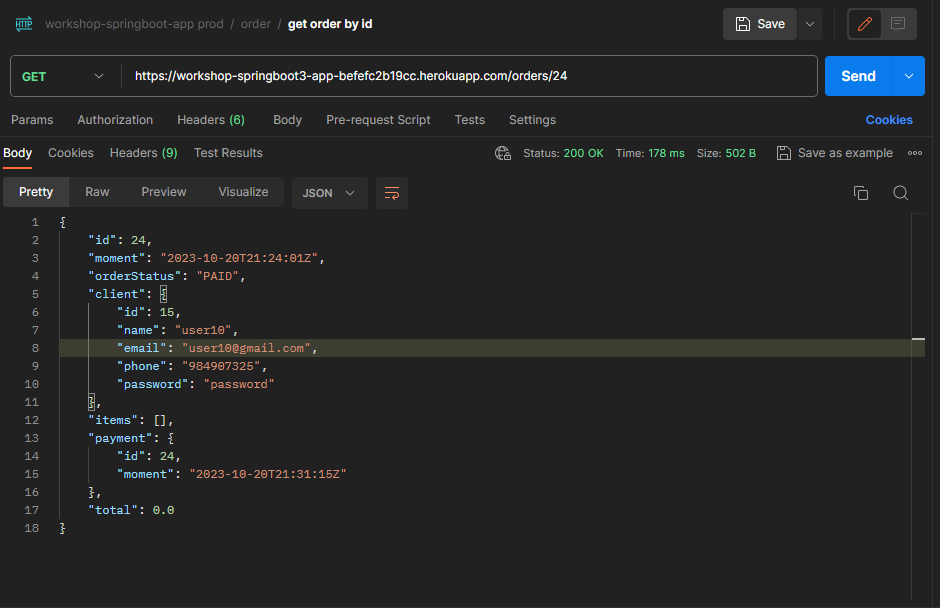 HTTP workshop-springboot-app prod / order / get order by id Save
GET https://workshop-springboot3-app-befefc2b19cc.herokuapp.com/orders/24 Send
Params Authorization Headers (6) Body Pre-request Script Tests Settings Cookies
Body Cookies Headers (9) Test Results Status: 200 OK Time: 178 ms Size: 502 B Save as example
Pretty Raw Preview Visualize JSON
1 {
2 "id": 24,
3 "moment": "2023-10-20T21:24:01Z",
4 "orderStatus": "PAID",
5 "client": {
6 "id": 15,
7 "name": "user10",
8 "email": "user10@gmail.com",
9 "phone": "984907325",
10 "password": "password"
11 },
12 "items": [],
13 "payment": {
14 "id": 24,
15 "moment": "2023-10-20T21:31:15Z"
16 },
17 "total": 0.0
18 }